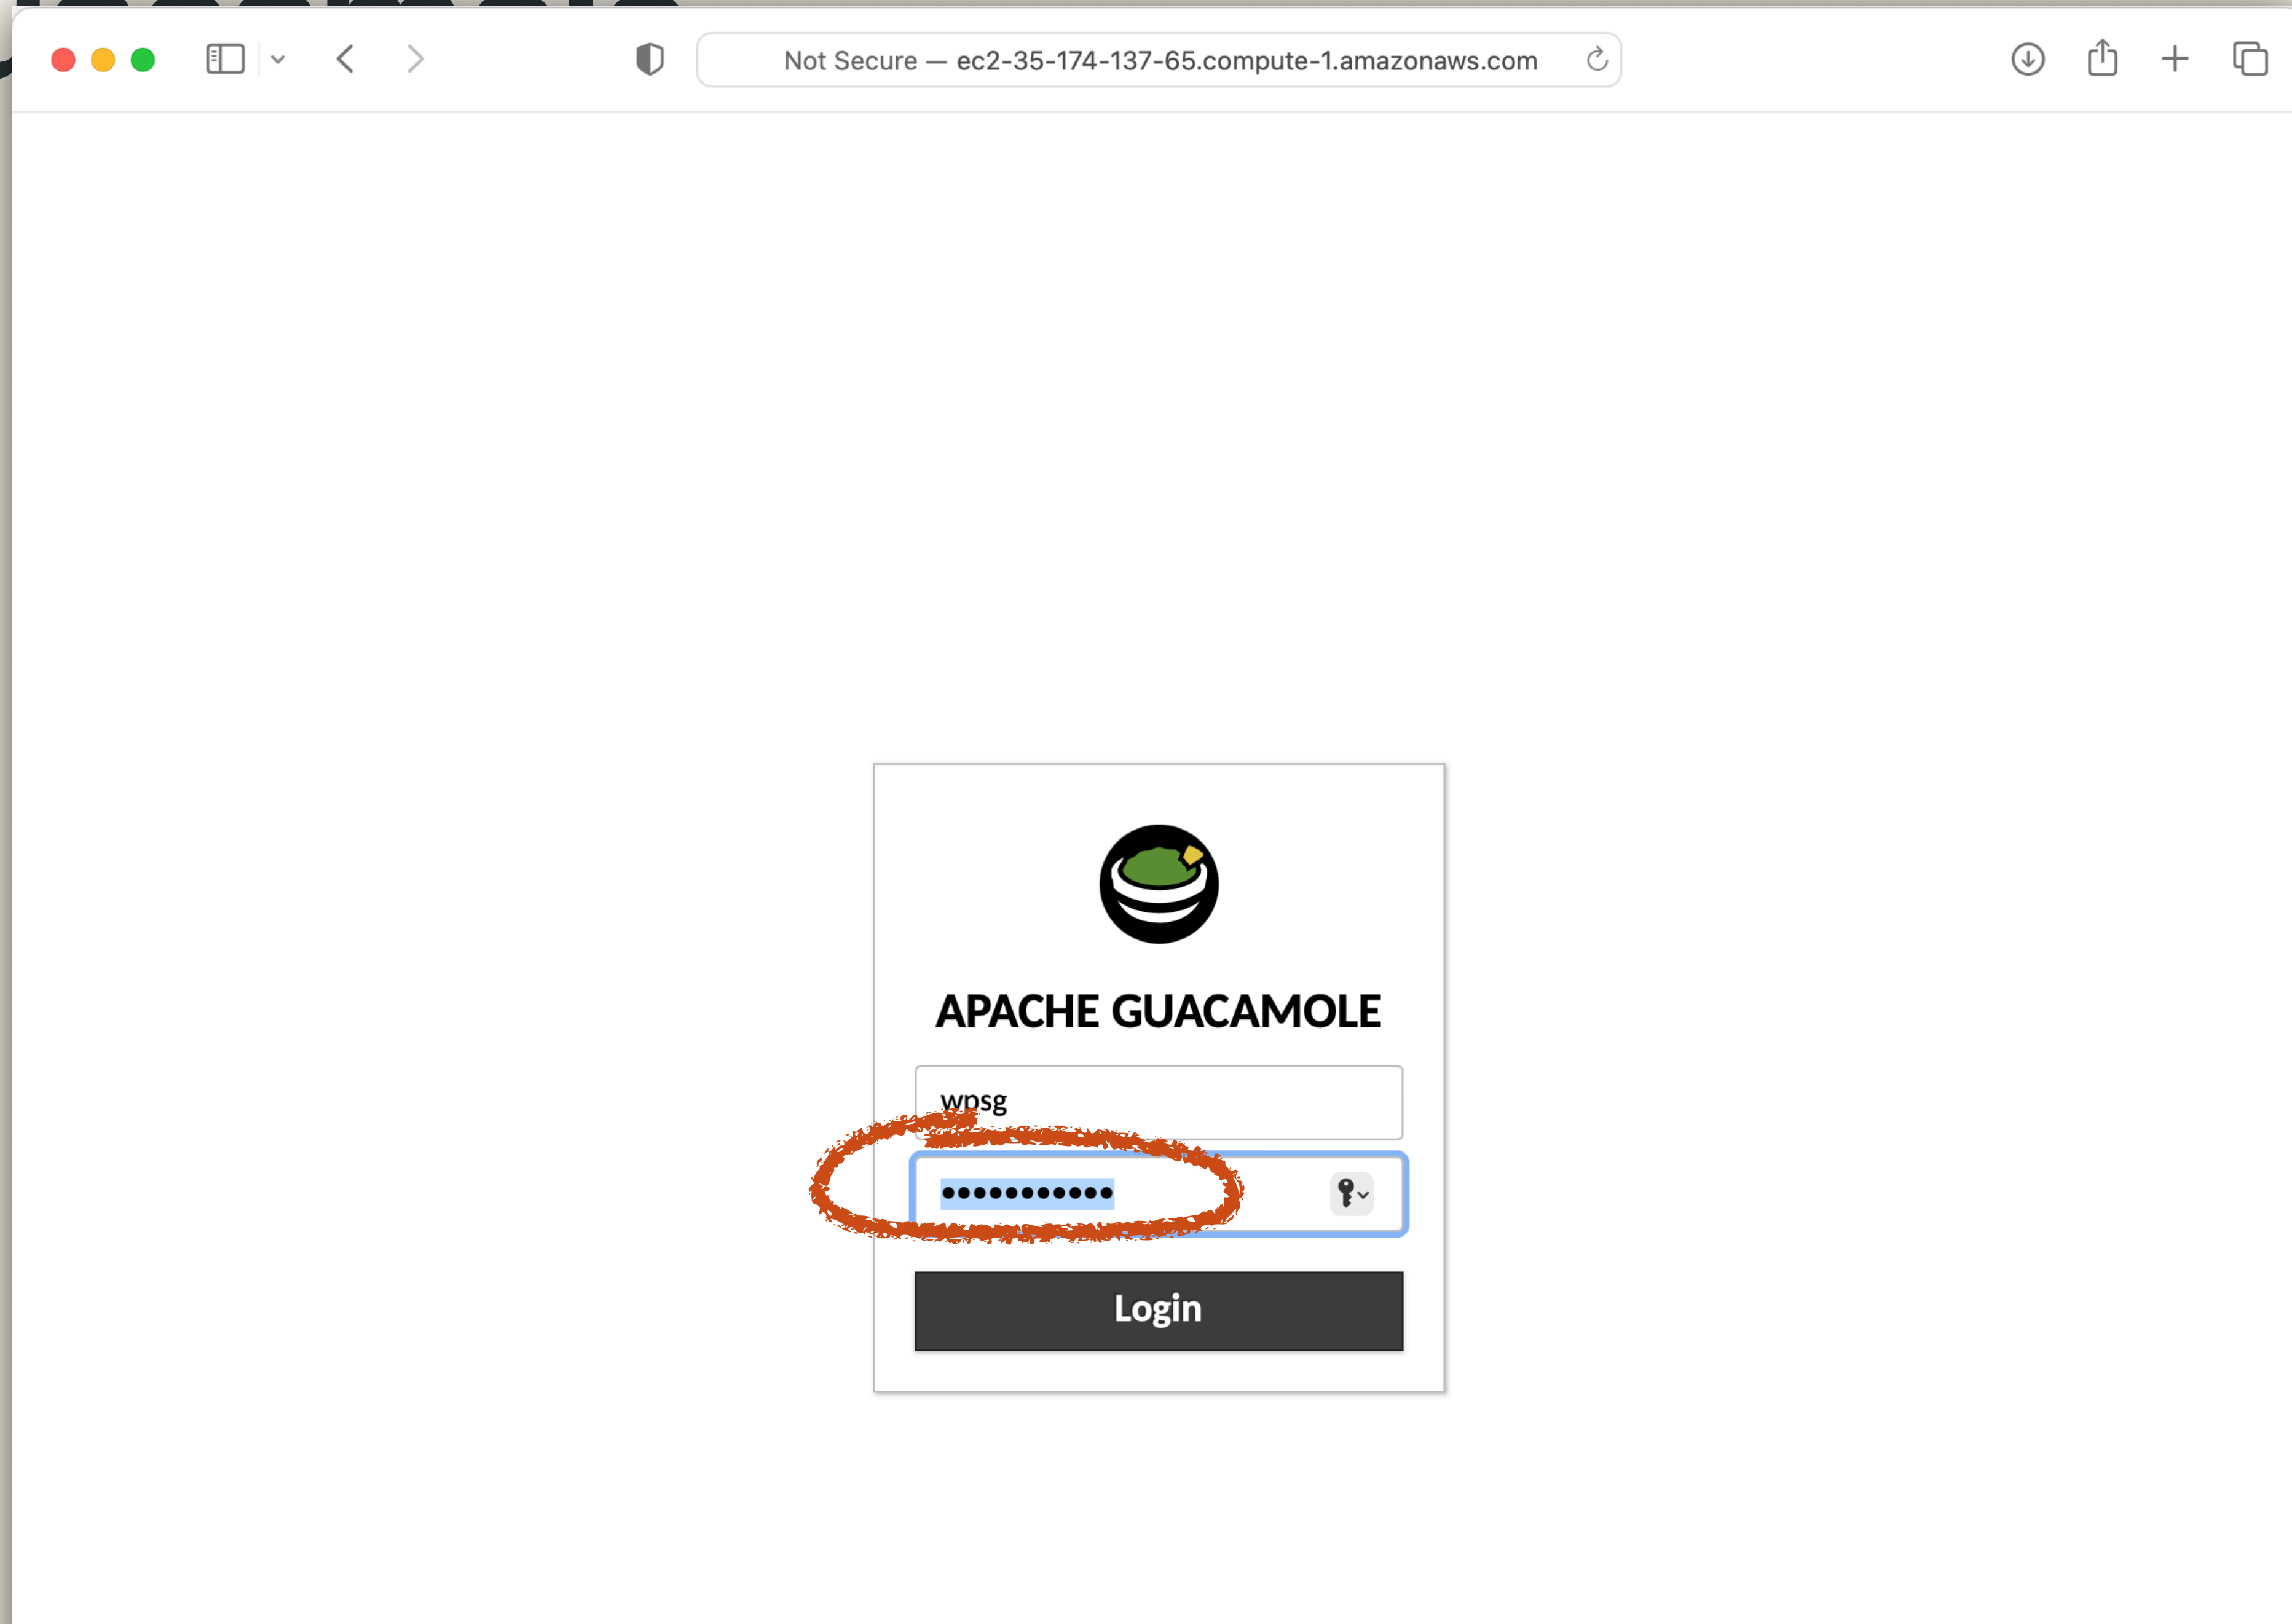 Not Secure — ec2-35-174-137-65.compute-1.amazonaws.com
APACHE GUACAMOLE
wpsg
•••••••••••
Login